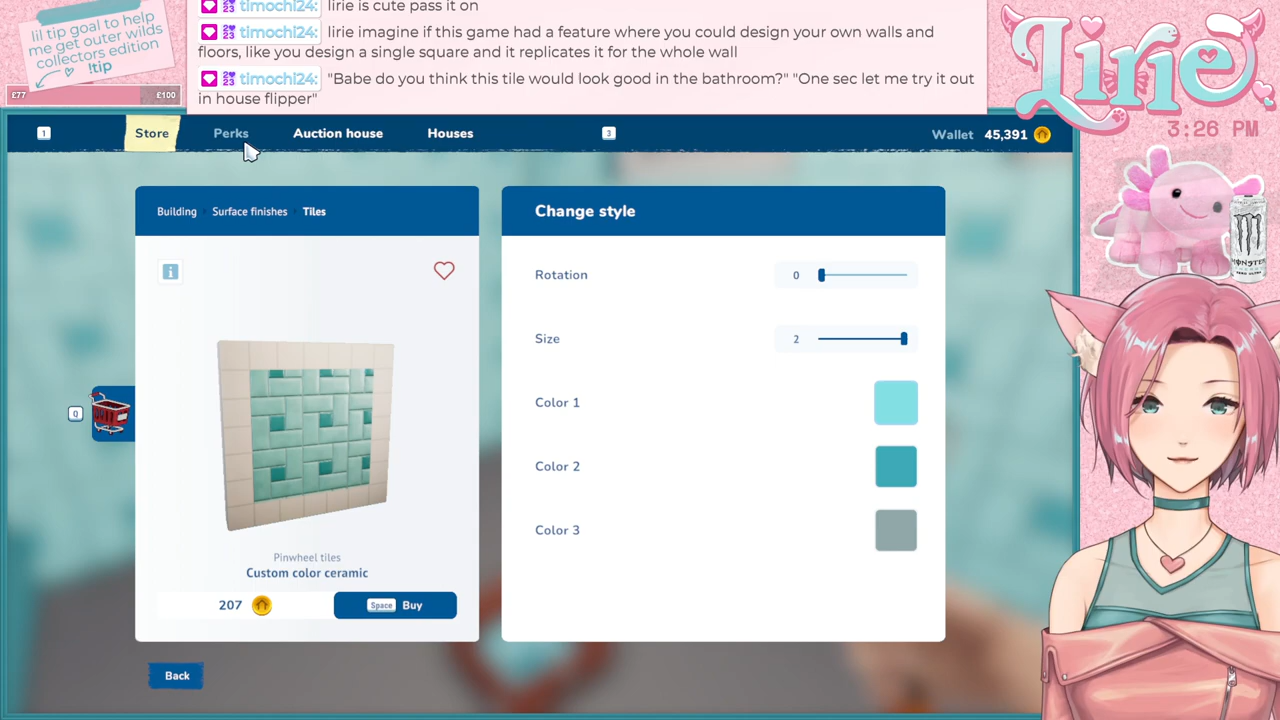 lil tip goal to help
me get outer wilds
collectors edition
!tip
£77
£100
timochi24: lirie is cute pass it on
timochi24: lirie imagine if this game had a feature where you could design your own walls and
floors, like you design a single square and it replicates it for the whole wall
timochi24: "Babe do you think this tile would look good in the bathroom?" "One sec let me try it out
in house flipper"
Lirie
3:26 PM
1
Store
Perks
Auction house
Houses
3
Wallet 45,391
Building
Surface finishes
Tiles
Change style
Rotation
0
Size
2
Color 1
Color 2
Color 3
Q
Pinwheel tiles
Custom color ceramic
207
Space Buy
Back
MONSTER